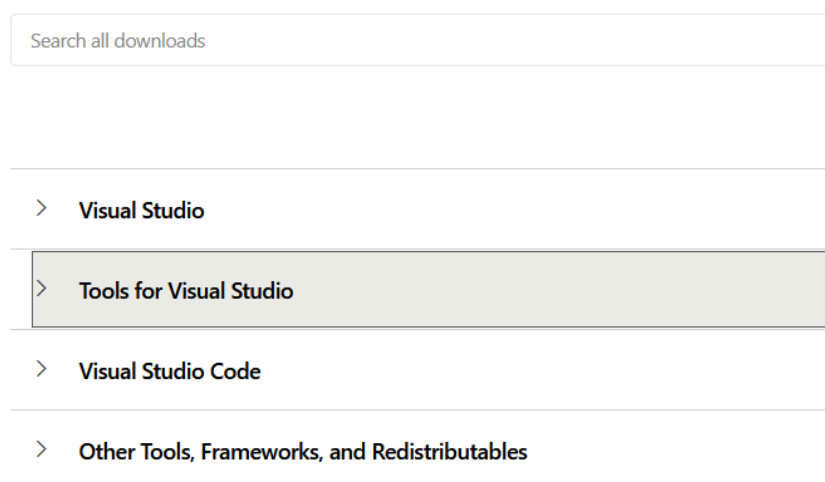 Search all downloads
Visual Studio
Tools for Visual Studio
Visual Studio Code
Other Tools, Frameworks, and Redistributables